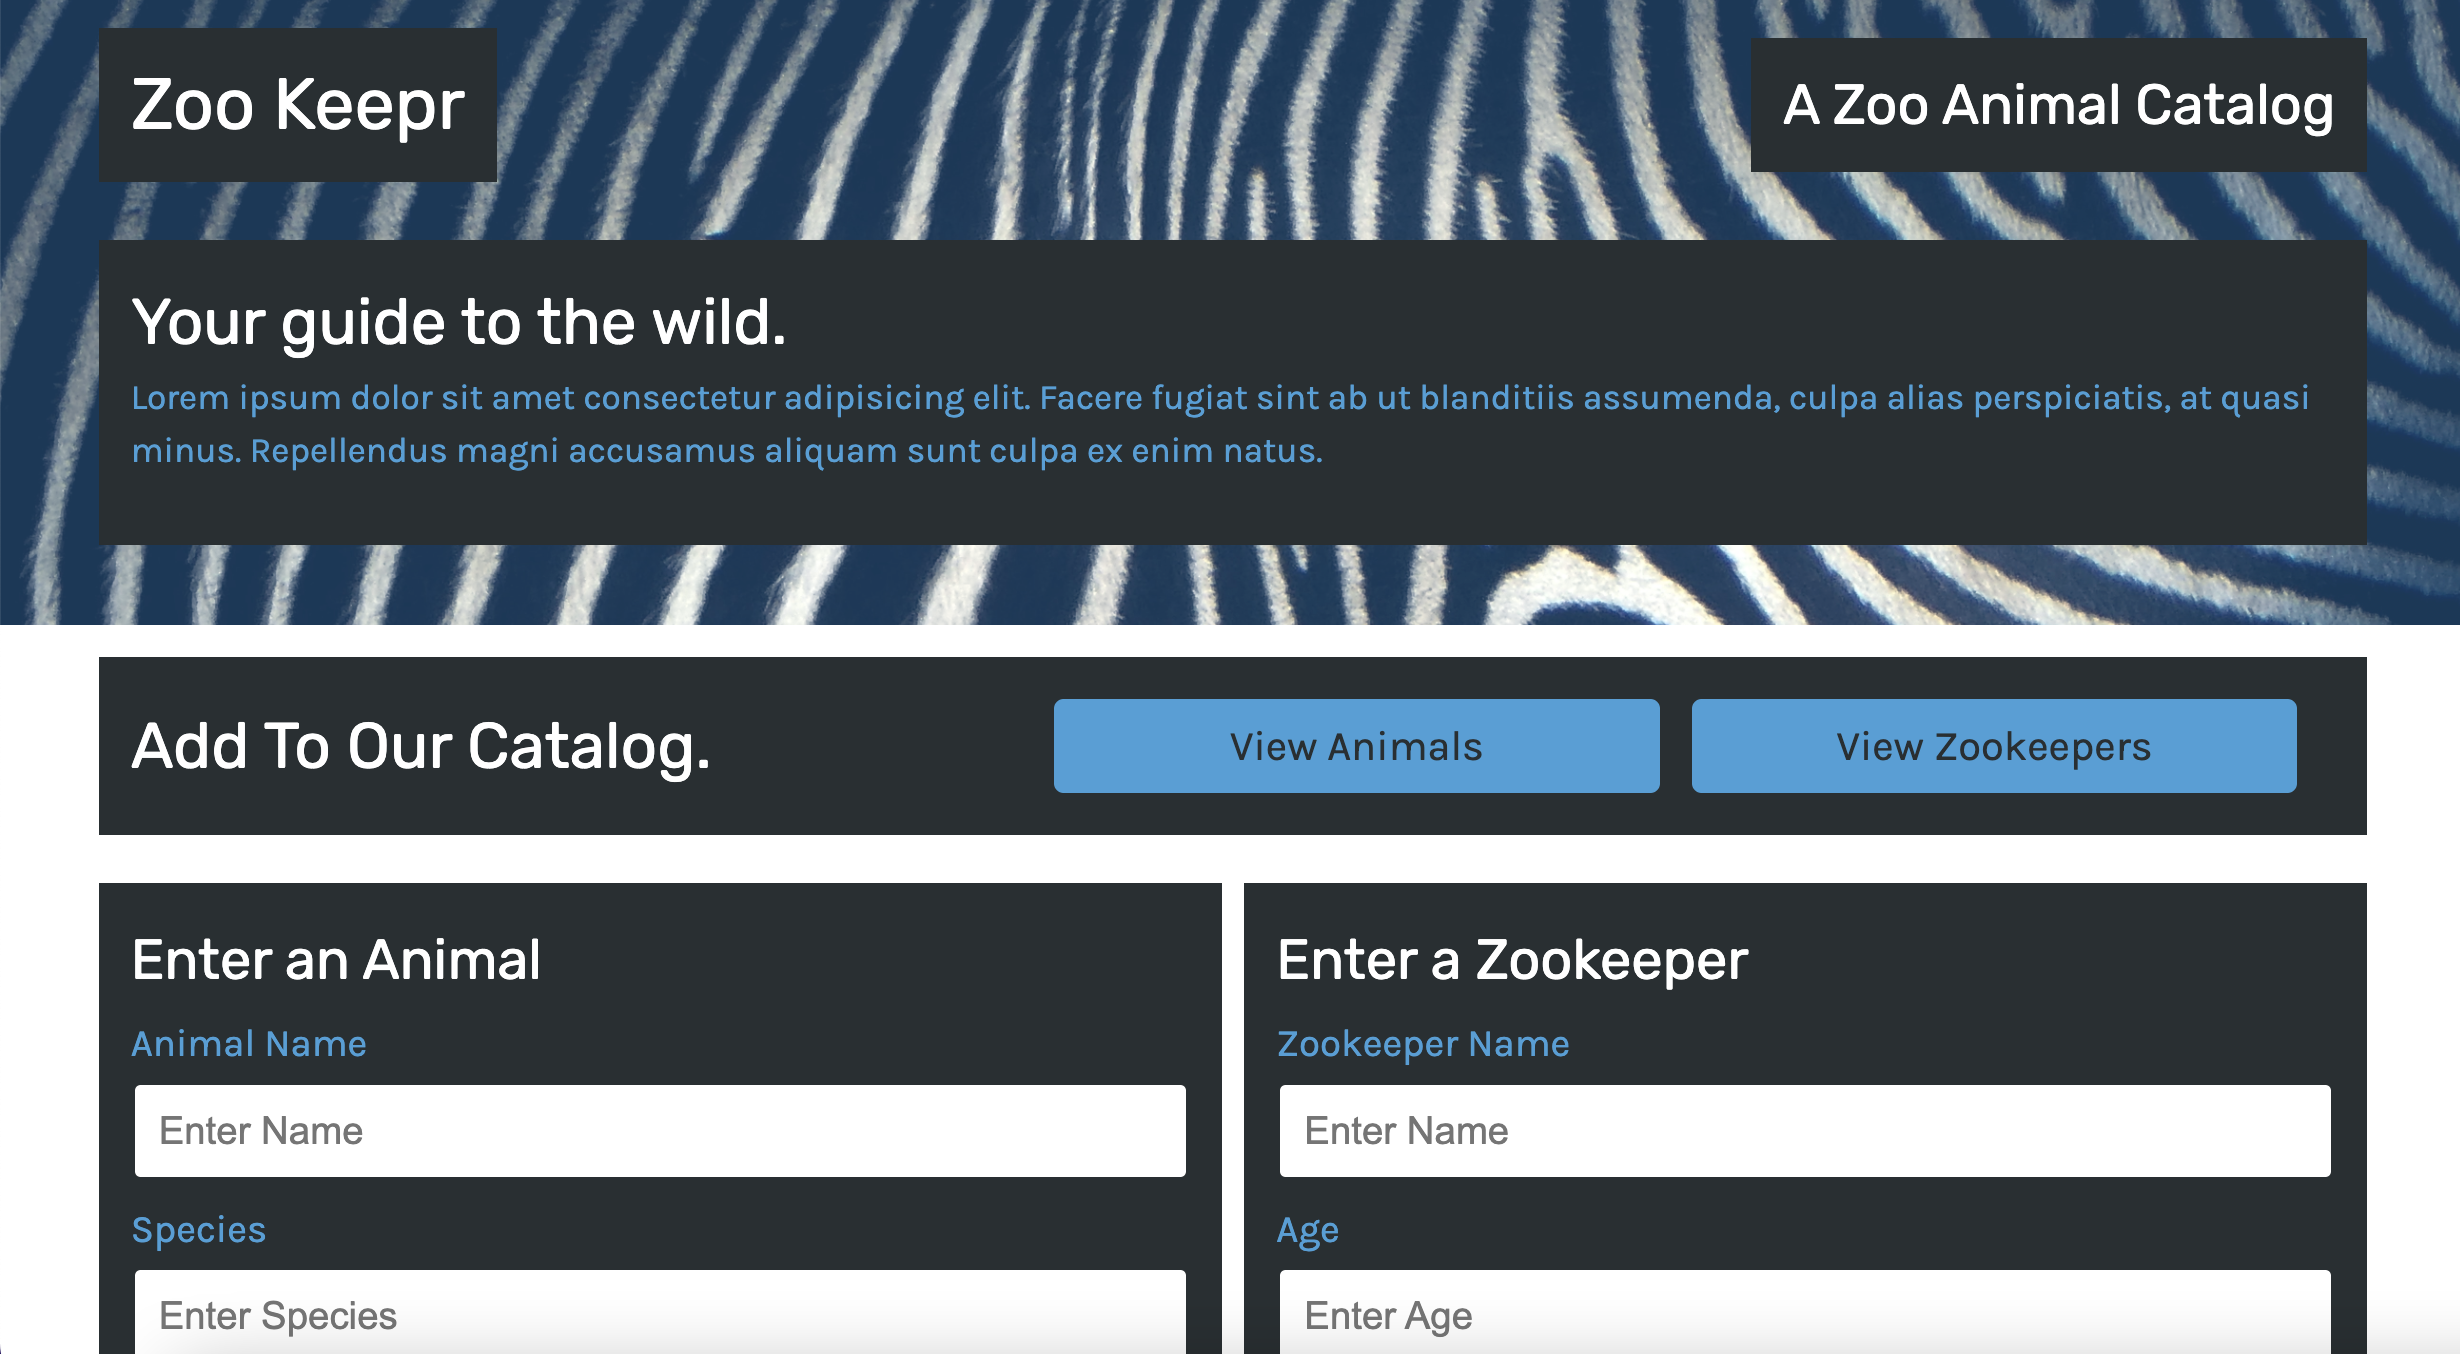 Zoo Keepr
A Zoo Animal Catalog
Your guide to the wild.
Lorem ipsum dolor sit amet consectetur adipisicing elit. Facere fugiat sint ab ut blanditiis assumenda, culpa alias perspiciatis, at quasi
minus. Repellendus magni accusamus aliquam sunt culpa ex enim natus.
Add To Our Catalog.
View Animals
View Zookeepers
Enter an Animal
Animal Name
Enter Name
Species
Enter Species
Enter a Zookeeper
Zookeeper Name
Enter Name
Age
Enter Age